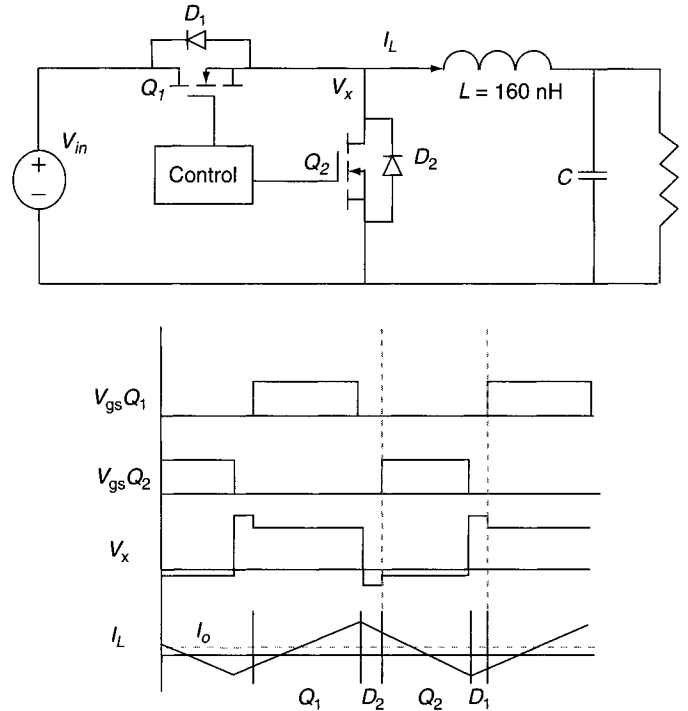 D1
IL
Q1
Vx
L = 160 nH
Vin
+
−
Control
Q2
D2
C
VgsQ1
VgsQ2
Vx
IL
Io
Q1 D2 Q2 D1